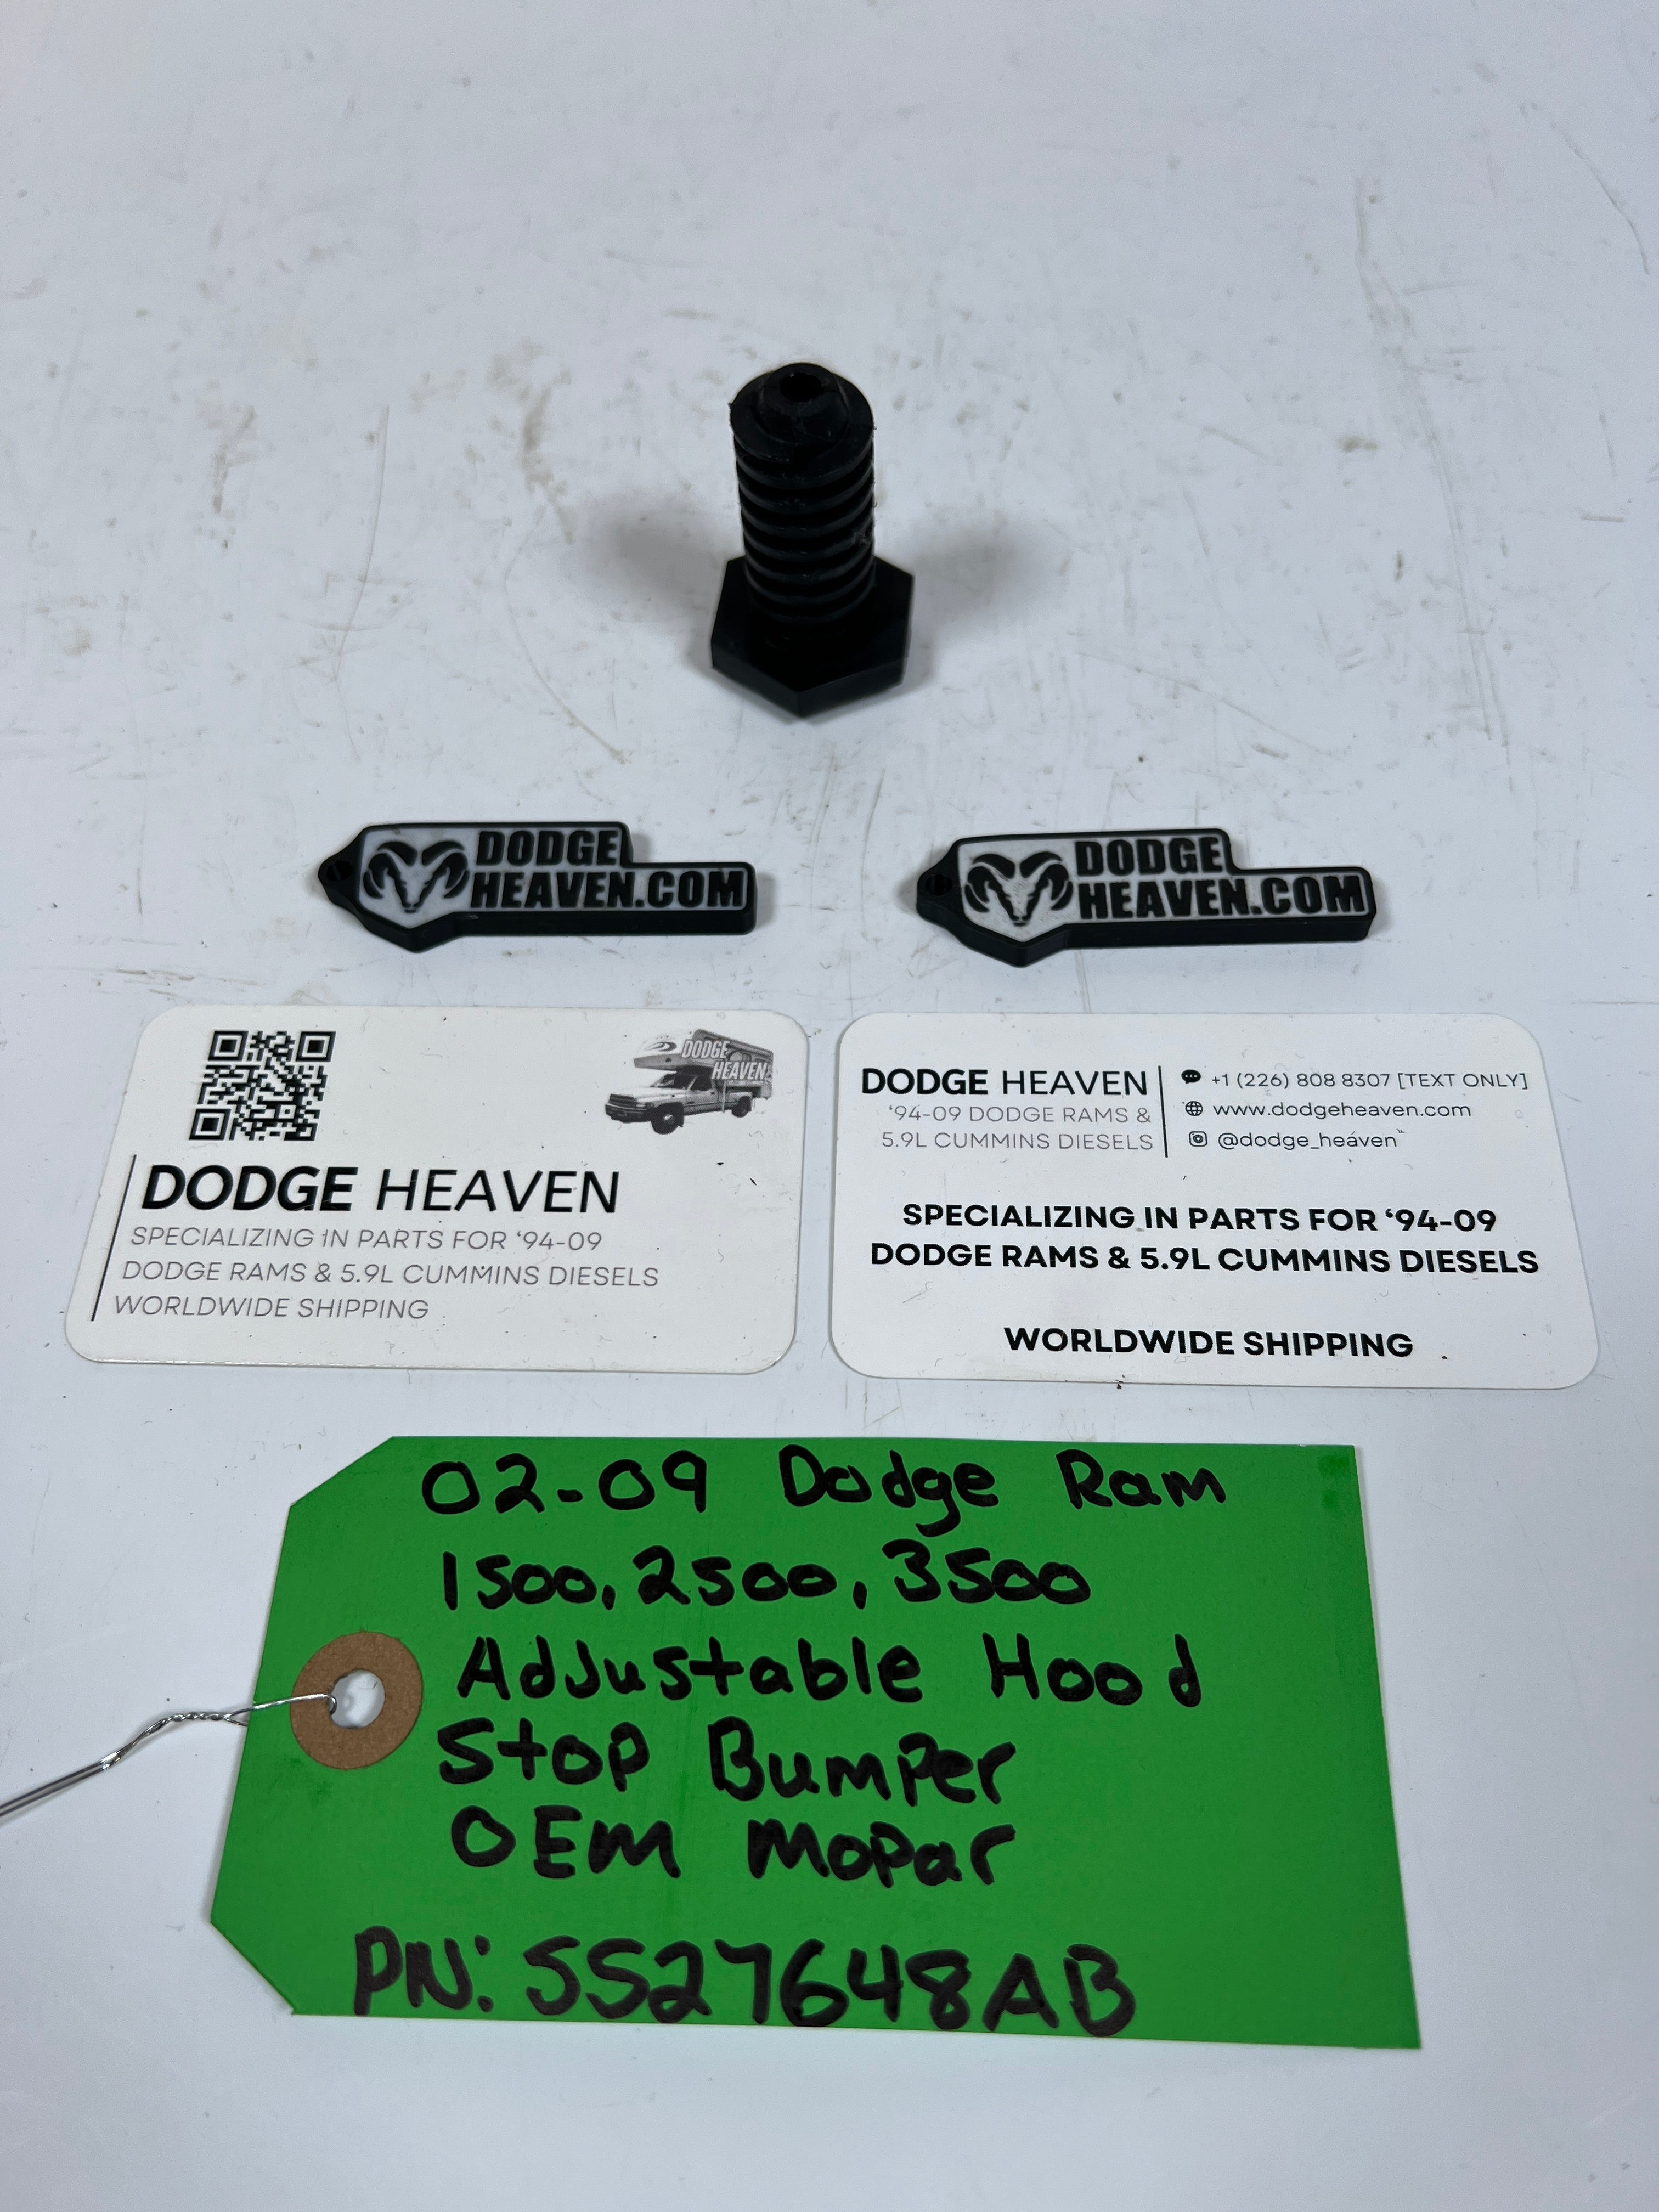 DODGE
HEAVEN.COM
DODGE
HEAVEN.COM
DODGE
HEAVEN
DODGE HEAVEN
SPECIALIZING IN PARTS FOR ‘94-09
DODGE RAMS & 5.9L CUMMINS DIESELS
WORLDWIDE SHIPPING
DODGE HEAVEN
‘94-09 DODGE RAMS &
5.9L CUMMINS DIESELS
+1 (226) 808 8307 [TEXT ONLY]
www.dodgeheaven.com
@dodge_heaven
SPECIALIZING IN PARTS FOR ‘94-09
DODGE RAMS & 5.9L CUMMINS DIESELS
WORLDWIDE SHIPPING
02-09 Dodge Ram
1500, 2500, 3500
Adjustable Hood
Stop Bumper
OEM Mopar
PN: 5527648AB